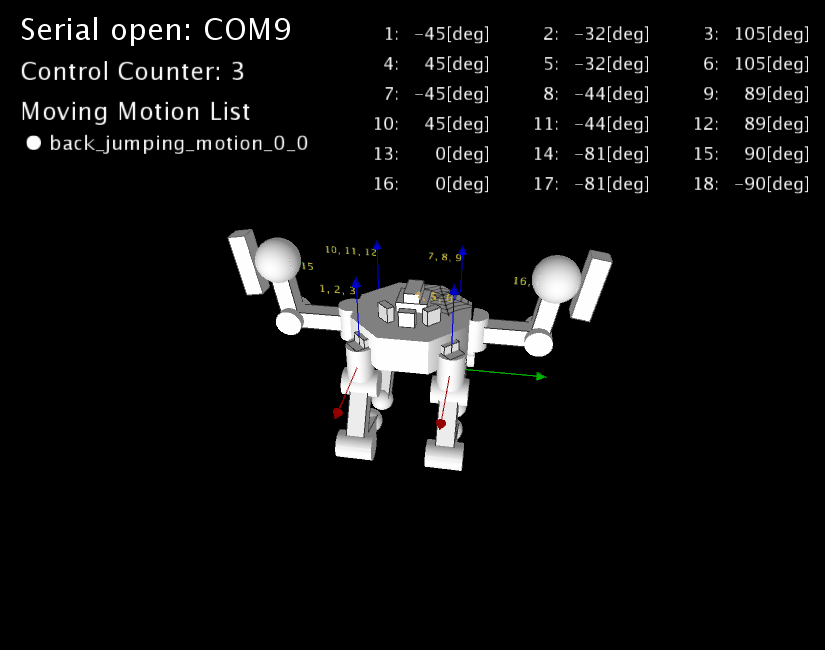 Serial open: COM9
Control Counter: 3
Moving Motion List
back_jumping_motion_0_0
1: -45[deg] 2: -32[deg] 3: 105[deg]
4: 45[deg] 5: -32[deg] 6: 105[deg]
7: -45[deg] 8: -44[deg] 9: 89[deg]
10: 45[deg] 11: -44[deg] 12: 89[deg]
13: 0[deg] 14: -81[deg] 15: 90[deg]
16: 0[deg] 17: -81[deg] 18: -90[deg]
10, 11, 12
7, 8, 9
15
1, 2, 3
16,